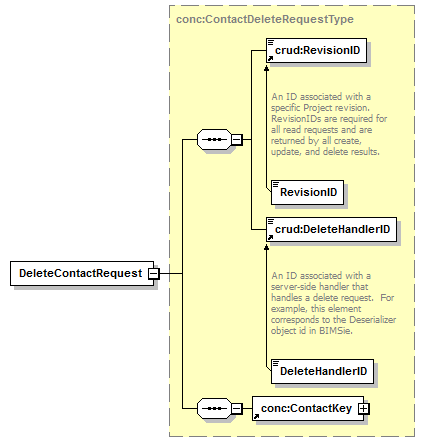 conc:ContactDeleteRequestType
crud:RevisionID
An ID associated with a
specific Project revision.
RevisionIDs are required for
all read requests and are
returned by all create,
update, and delete results.
RevisionID
crud:DeleteHandlerID
DeleteContactRequest
An ID associated with a
server-side handler that
handles a delete request. For
example, this element
corresponds to the Deserializer
object id in BIMSie.
DeleteHandlerID
conc:ContactKey